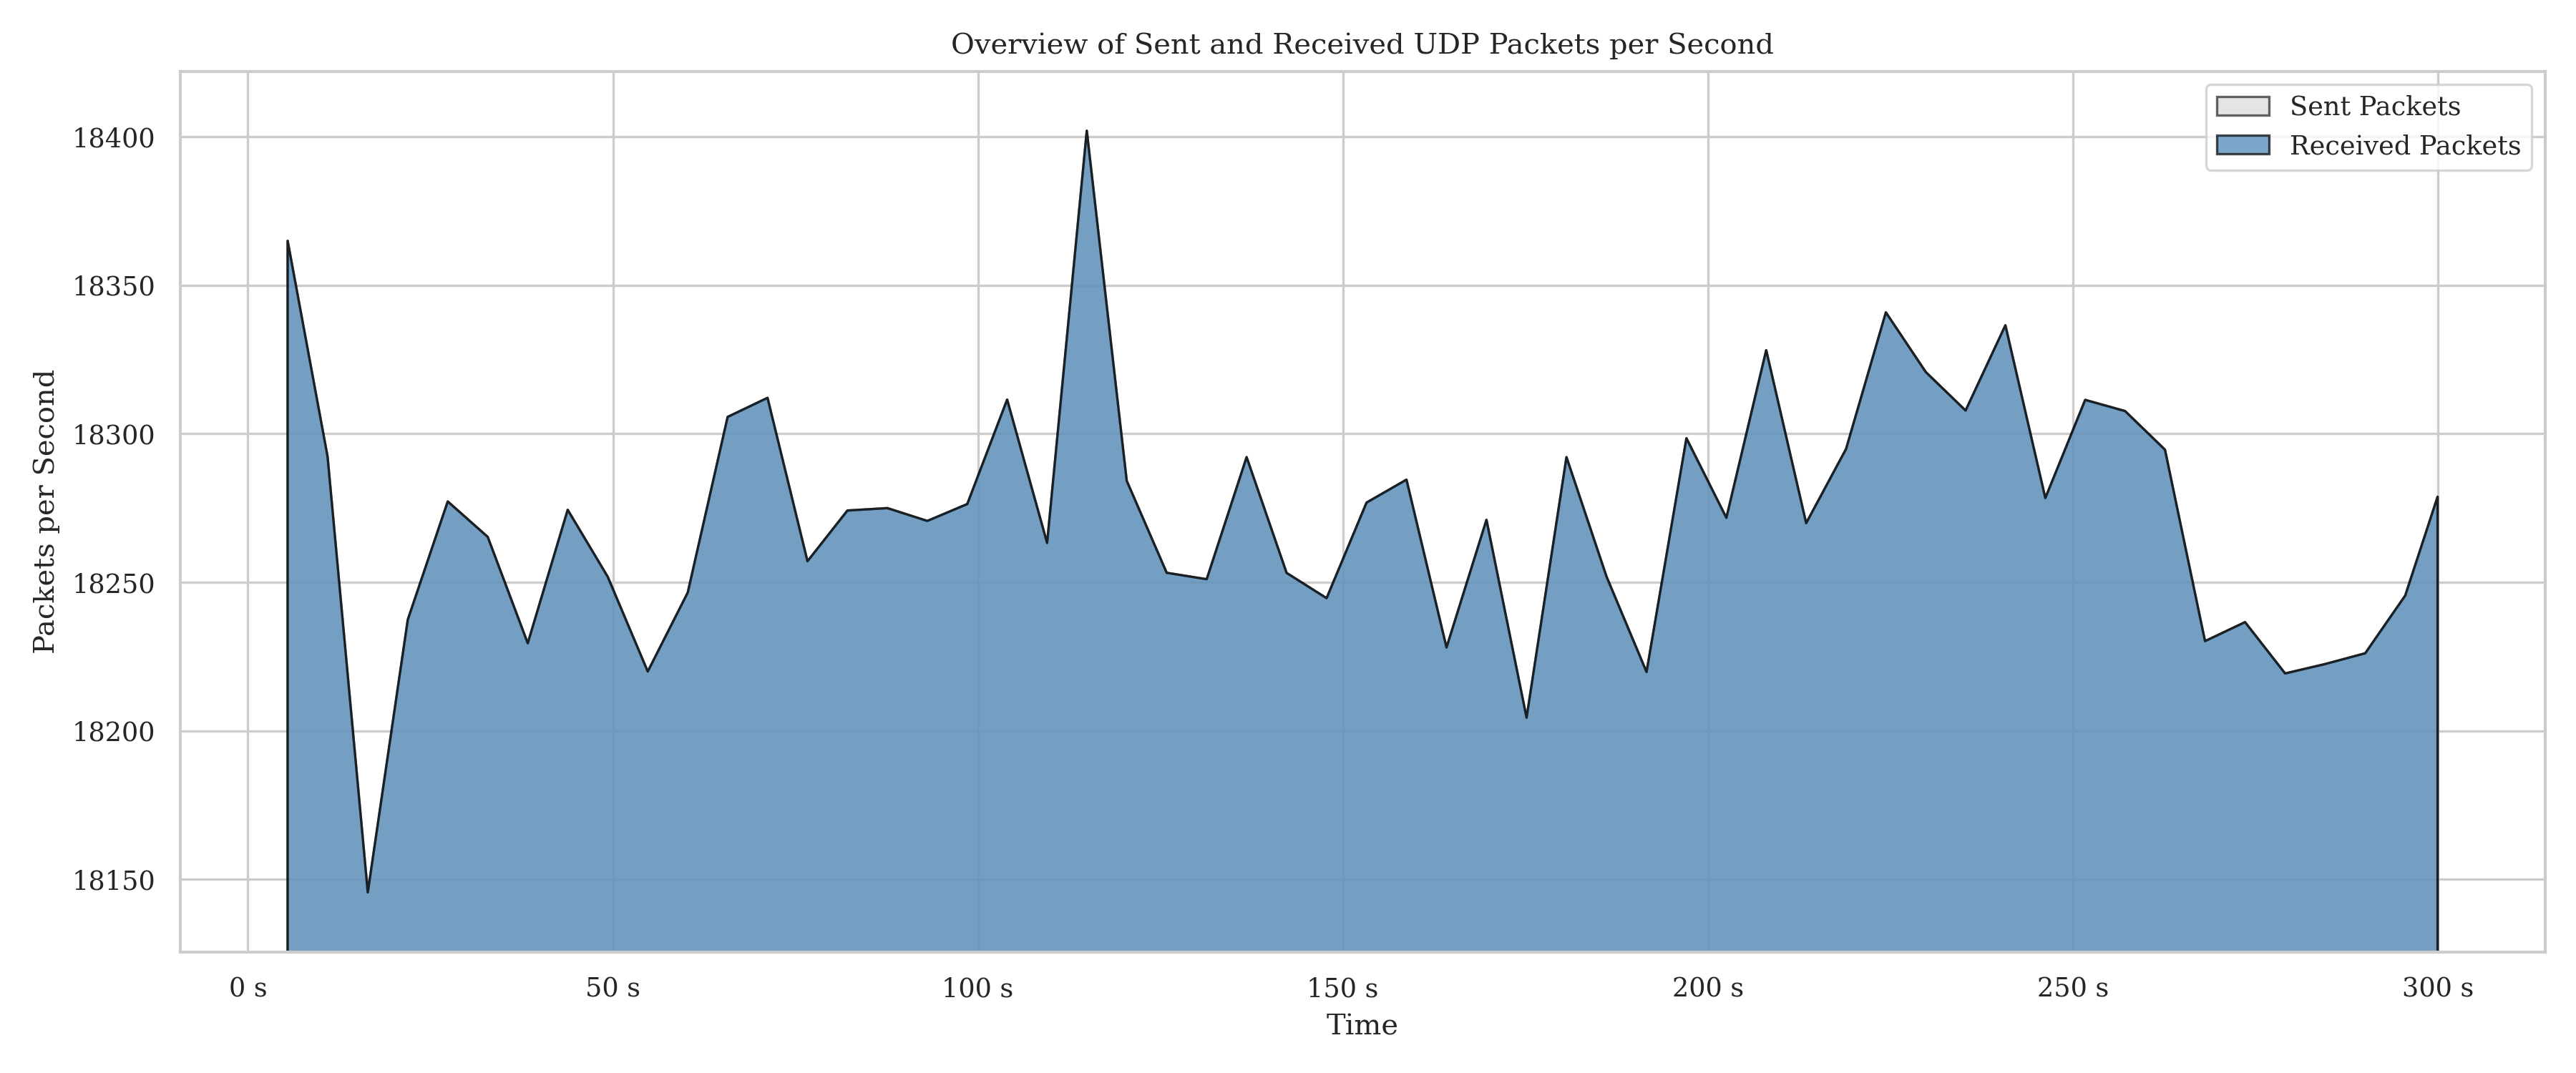 Overview of Sent and Received UDP Packets per Second
Sent Packets
Received Packets
Packets per Second
18400
18350
18300
18250
18200
18150
0 s
50 s
100 s
150 s
200 s
250 s
300 s
Time